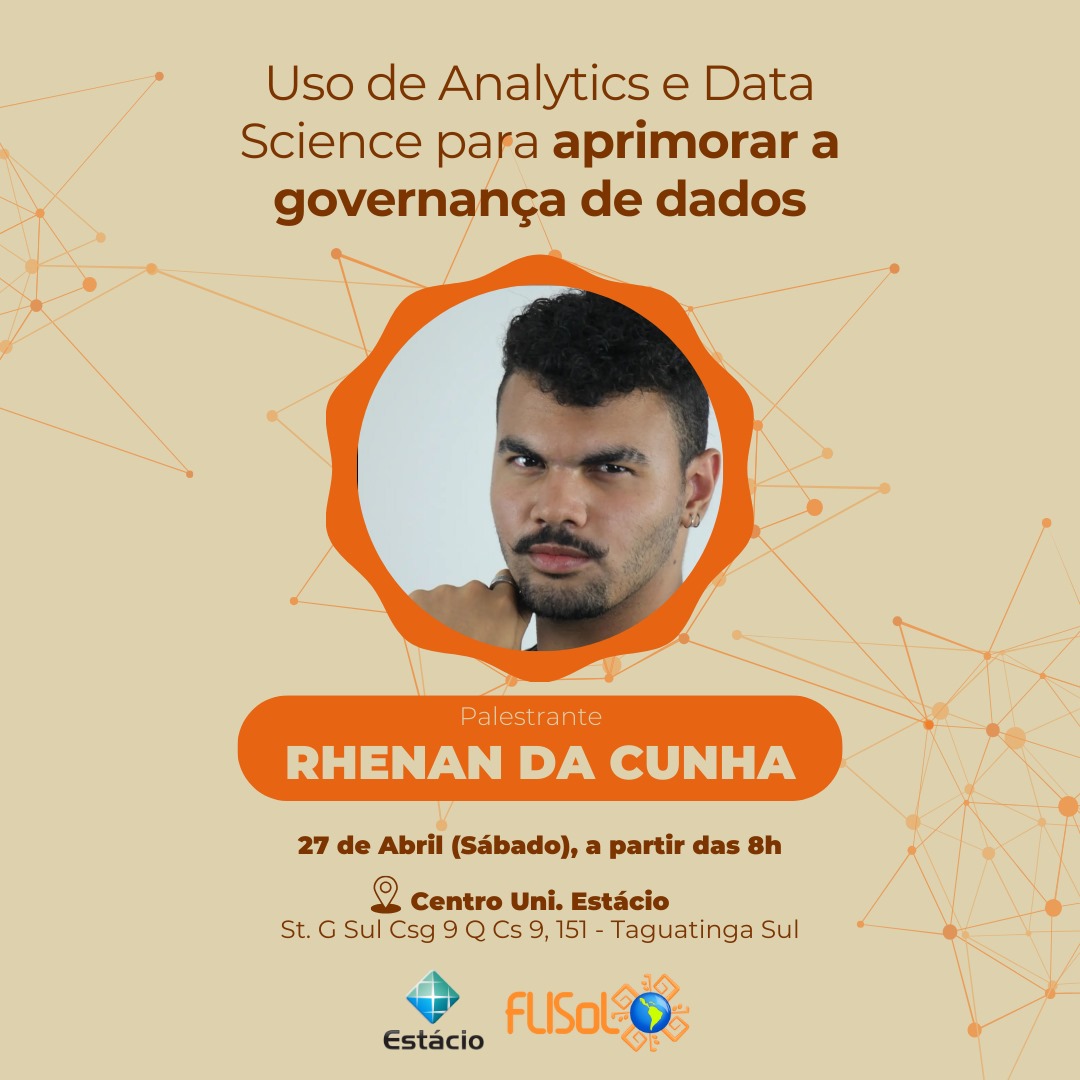 Uso de Analytics e Data
Science para aprimorar a
governança de dados
Palestrante
RHENAN DA CUNHA
27 de Abril (Sábado), a partir das 8h
Centro Uni. Estácio
St. G Sul Csg 9 Q Cs 9, 151 - Taguatinga Sul
Estácio
FLISol